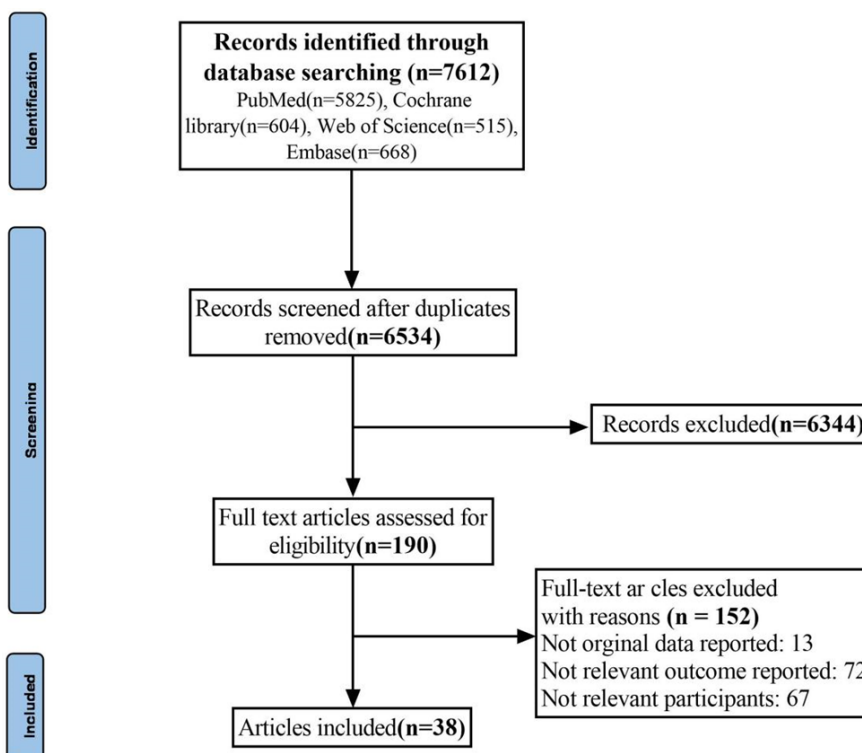 Identification
Records identified through
database searching (n=7612)
PubMed(n=5825), Cochrane
library(n=604), Web of Science(n=515),
Embase(n=668)
Screening
Records screened after duplicates
removed(n=6534)
Records excluded(n=6344)
Full text articles assessed for
eligibility(n=190)
Full-text ar cles excluded
with reasons (n = 152)
Not orginal data reported: 13
Not relevant outcome reported: 72
Not relevant participants: 67
Included
Articles included(n=38)